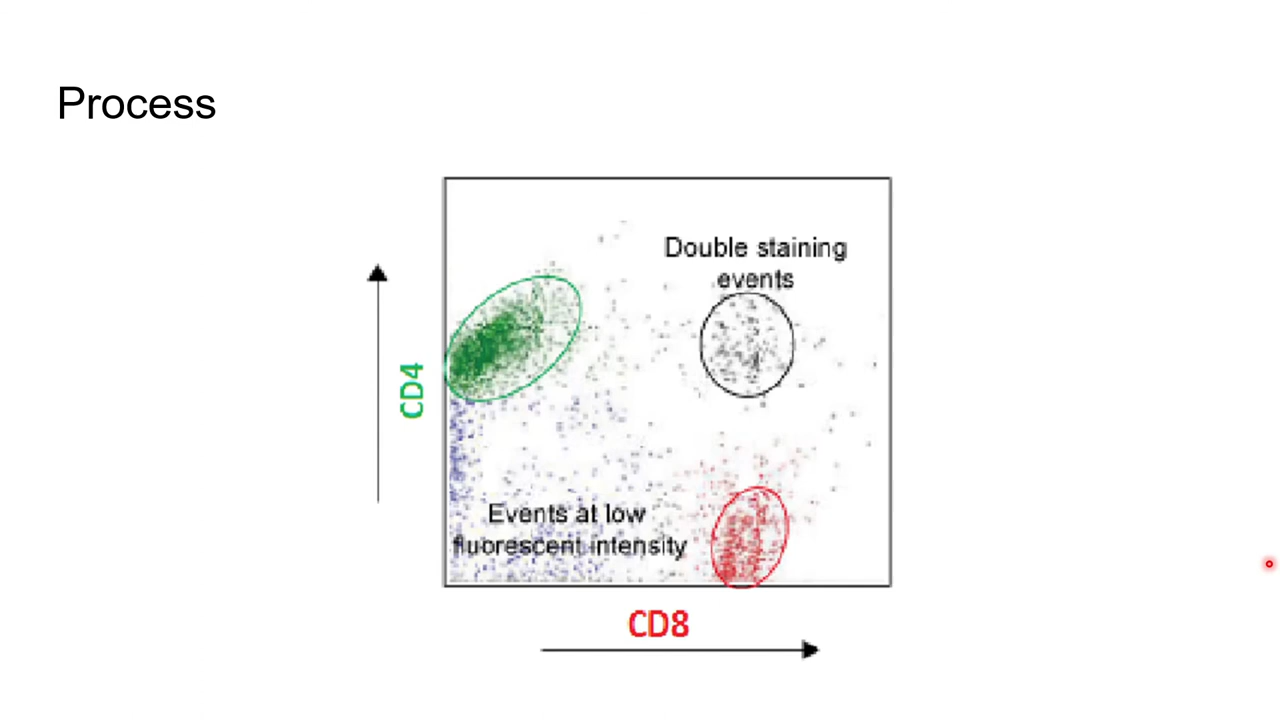 Process
Double staining
events
CD4
Events at low
fluorescent intensity
CD8